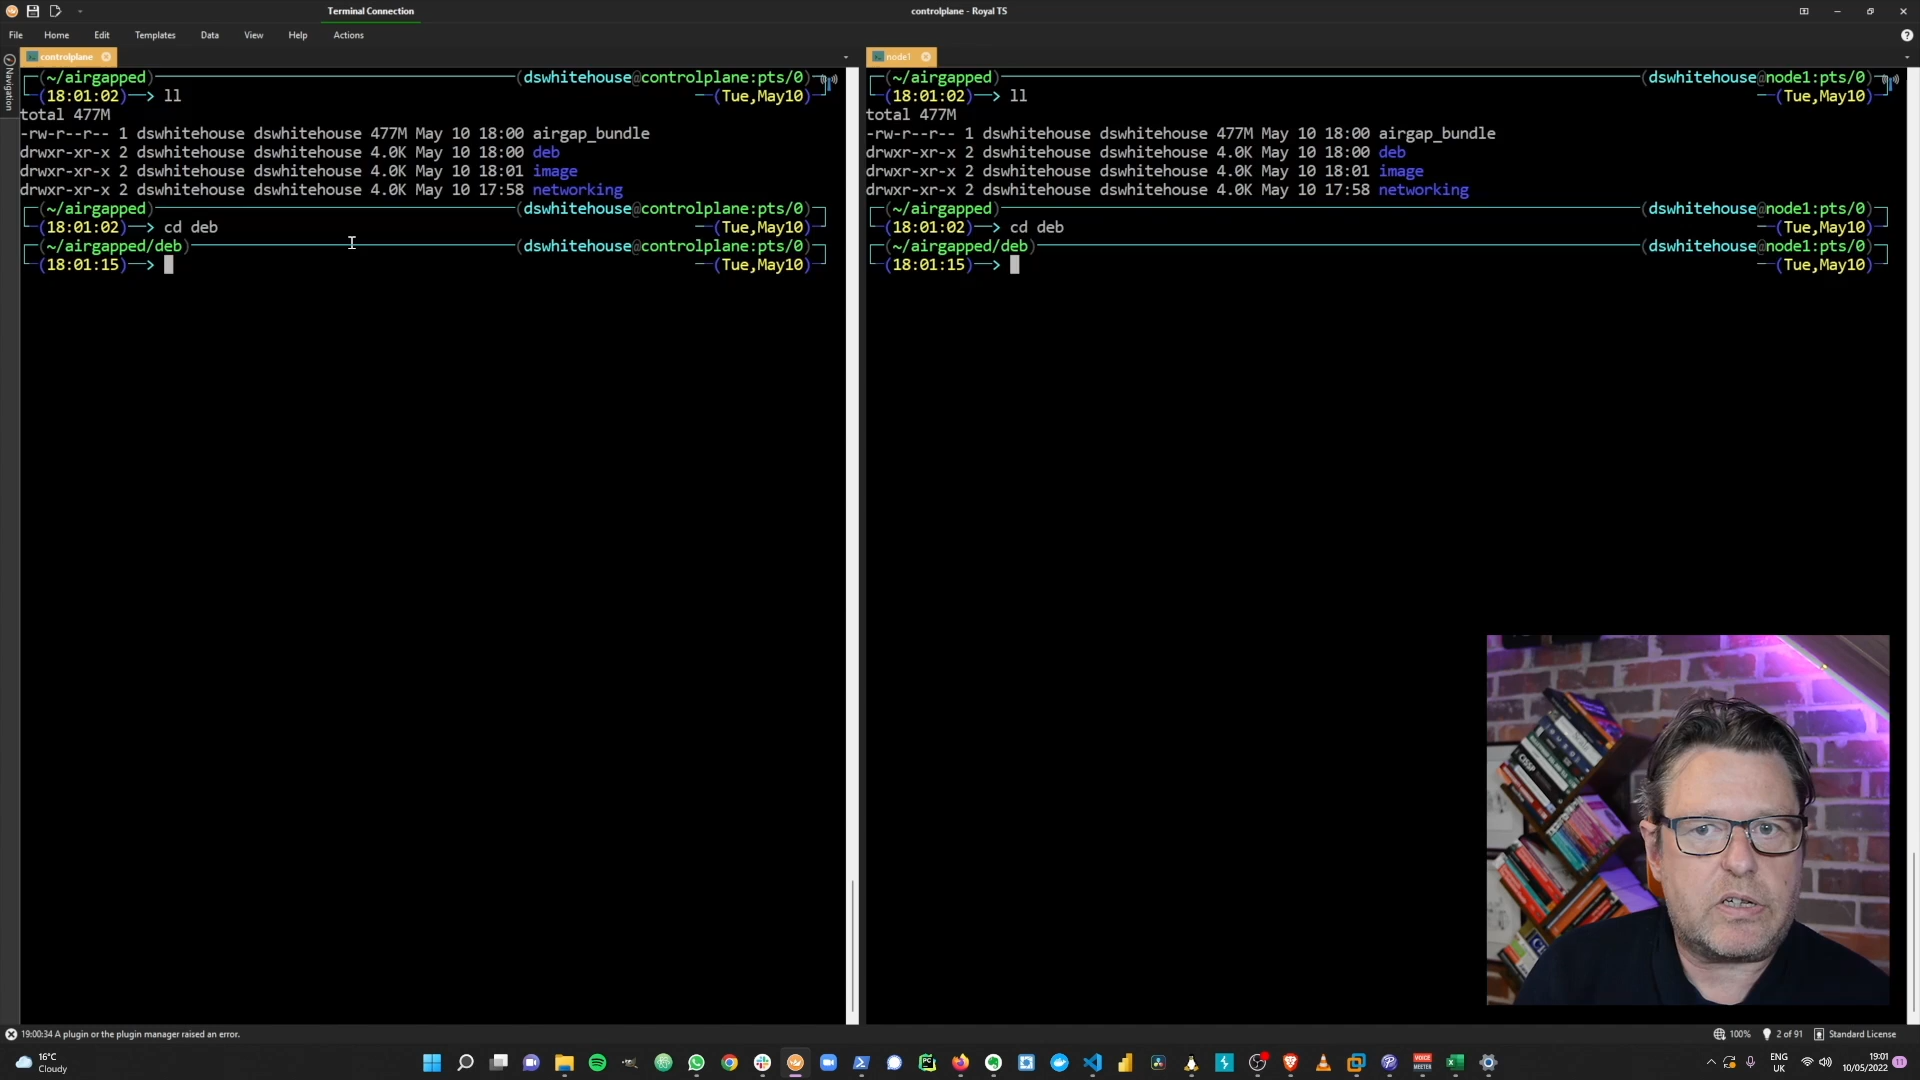 Terminal Connection
controlplane - Royal TS
File Home Edit Templates Data View Help Actions
Navigation
controlplane
(~/airgapped) (dswhitehouse@controlplane:pts/0)
(18:01:02)—> ll (Tue,May10)
total 477M
-rw-r--r-- 1 dswhitehouse dswhitehouse 477M May 10 18:00 airgap_bundle
drwxr-xr-x 2 dswhitehouse dswhitehouse 4.0K May 10 18:00 deb
drwxr-xr-x 2 dswhitehouse dswhitehouse 4.0K May 10 18:01 image
drwxr-xr-x 2 dswhitehouse dswhitehouse 4.0K May 10 17:58 networking
(~/airgapped) (dswhitehouse@controlplane:pts/0)
(18:01:02)—> cd deb (Tue,May10)
(~/airgapped/deb) (dswhitehouse@controlplane:pts/0)
(18:01:15)—> (Tue,May10)
node1
(~/airgapped) (dswhitehouse@node1:pts/0)
(18:01:02)—> ll (Tue,May10)
total 477M
-rw-r--r-- 1 dswhitehouse dswhitehouse 477M May 10 18:00 airgap_bundle
drwxr-xr-x 2 dswhitehouse dswhitehouse 4.0K May 10 18:00 deb
drwxr-xr-x 2 dswhitehouse dswhitehouse 4.0K May 10 18:01 image
drwxr-xr-x 2 dswhitehouse dswhitehouse 4.0K May 10 17:58 networking
(~/airgapped) (dswhitehouse@node1:pts/0)
(18:01:02)—> cd deb (Tue,May10)
(~/airgapped/deb) (dswhitehouse@node1:pts/0)
(18:01:15)—> (Tue,May10)
CISSP
19:00:34 A plugin or the plugin manager raised an error.
100% 2 of 91 Standard License
16°C
Cloudy
VOICE
MEETER
ENG
UK
19:01
10/05/2022
11